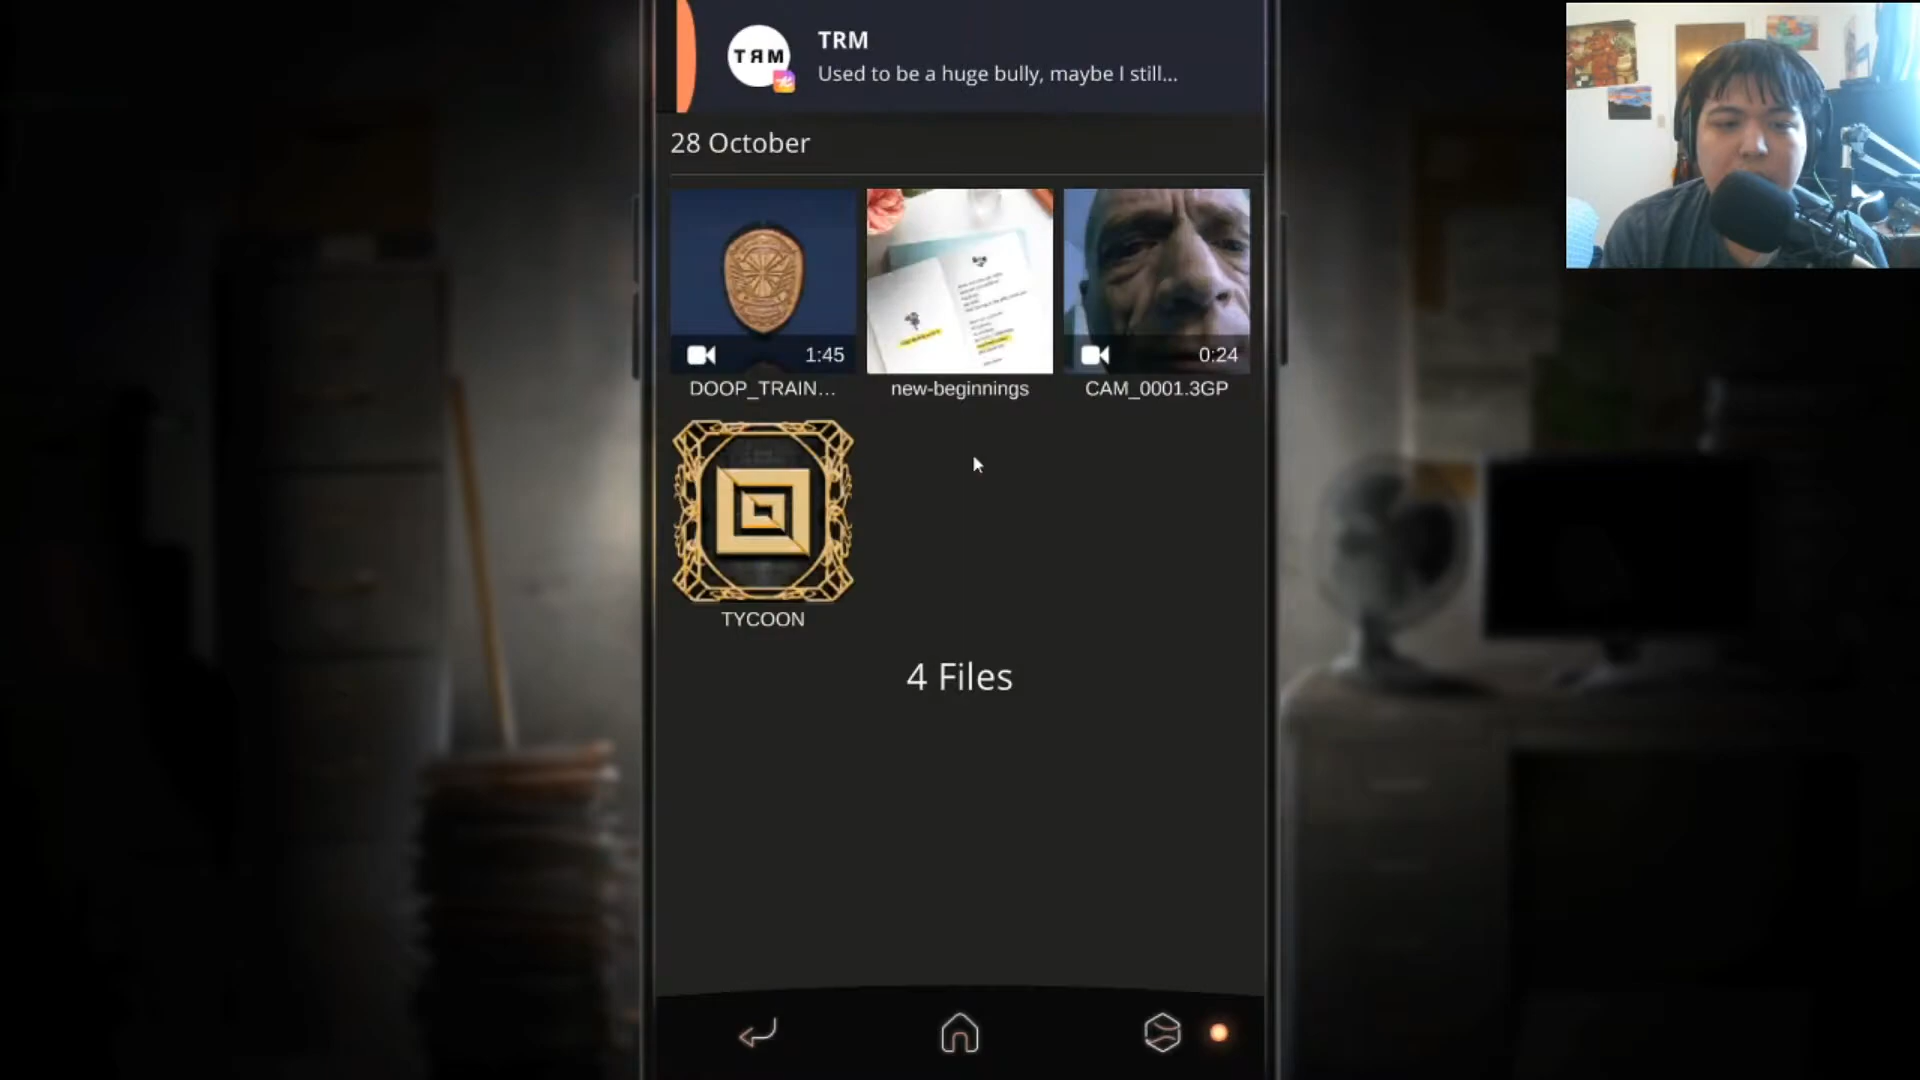 TRM
TЯM
Used to be a huge bully, maybe I still...
28 October
1:45
0:24
DOOP_TRAIN...
new-beginnings
CAM_0001.3GP
TYCOON
4 Files